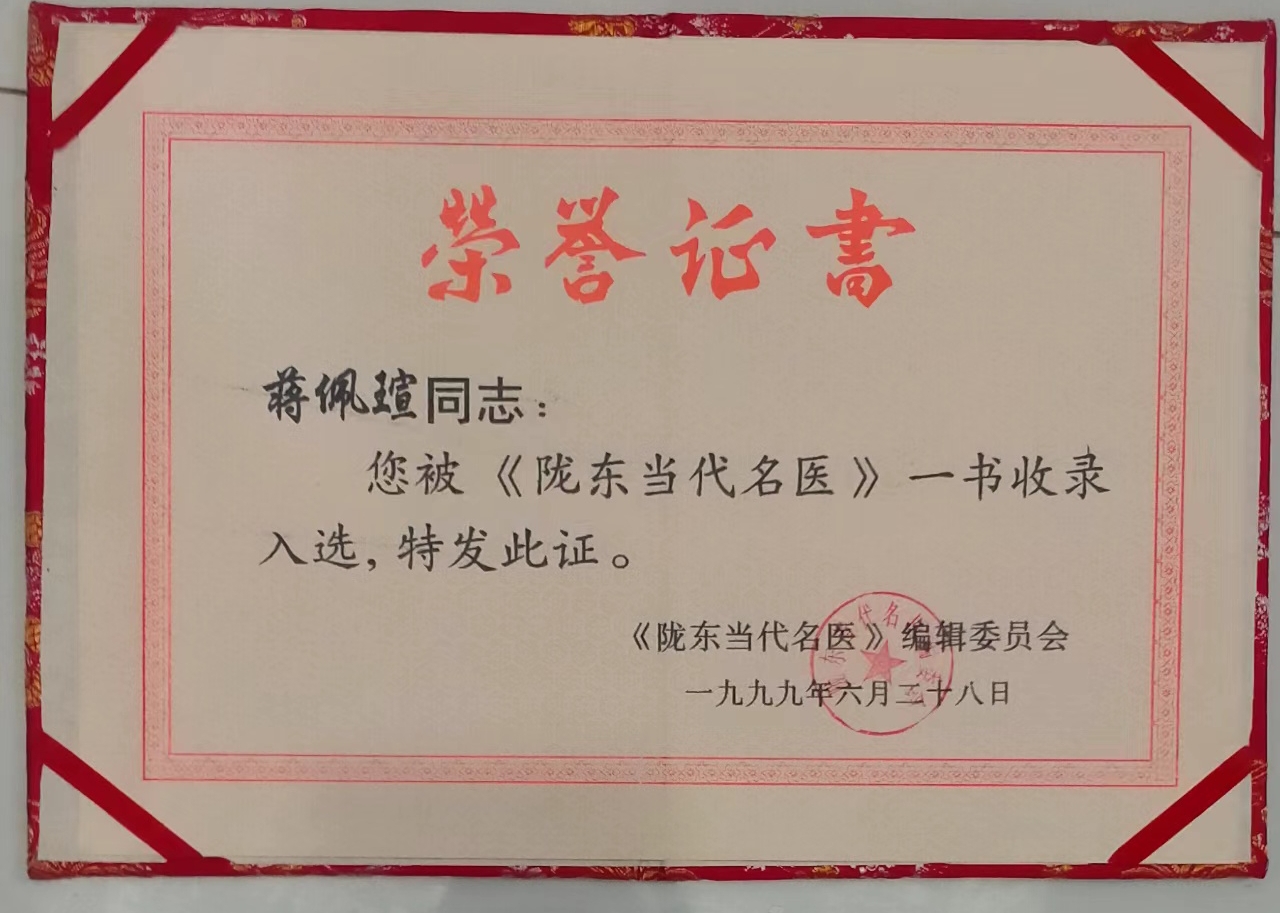 荣誉证書
蒋佩瑄同志：
您被《陇东当代名医》一书收录
入选，特发此证。
《陇东当代名医》编辑委员会
一九九九年六月二十八日